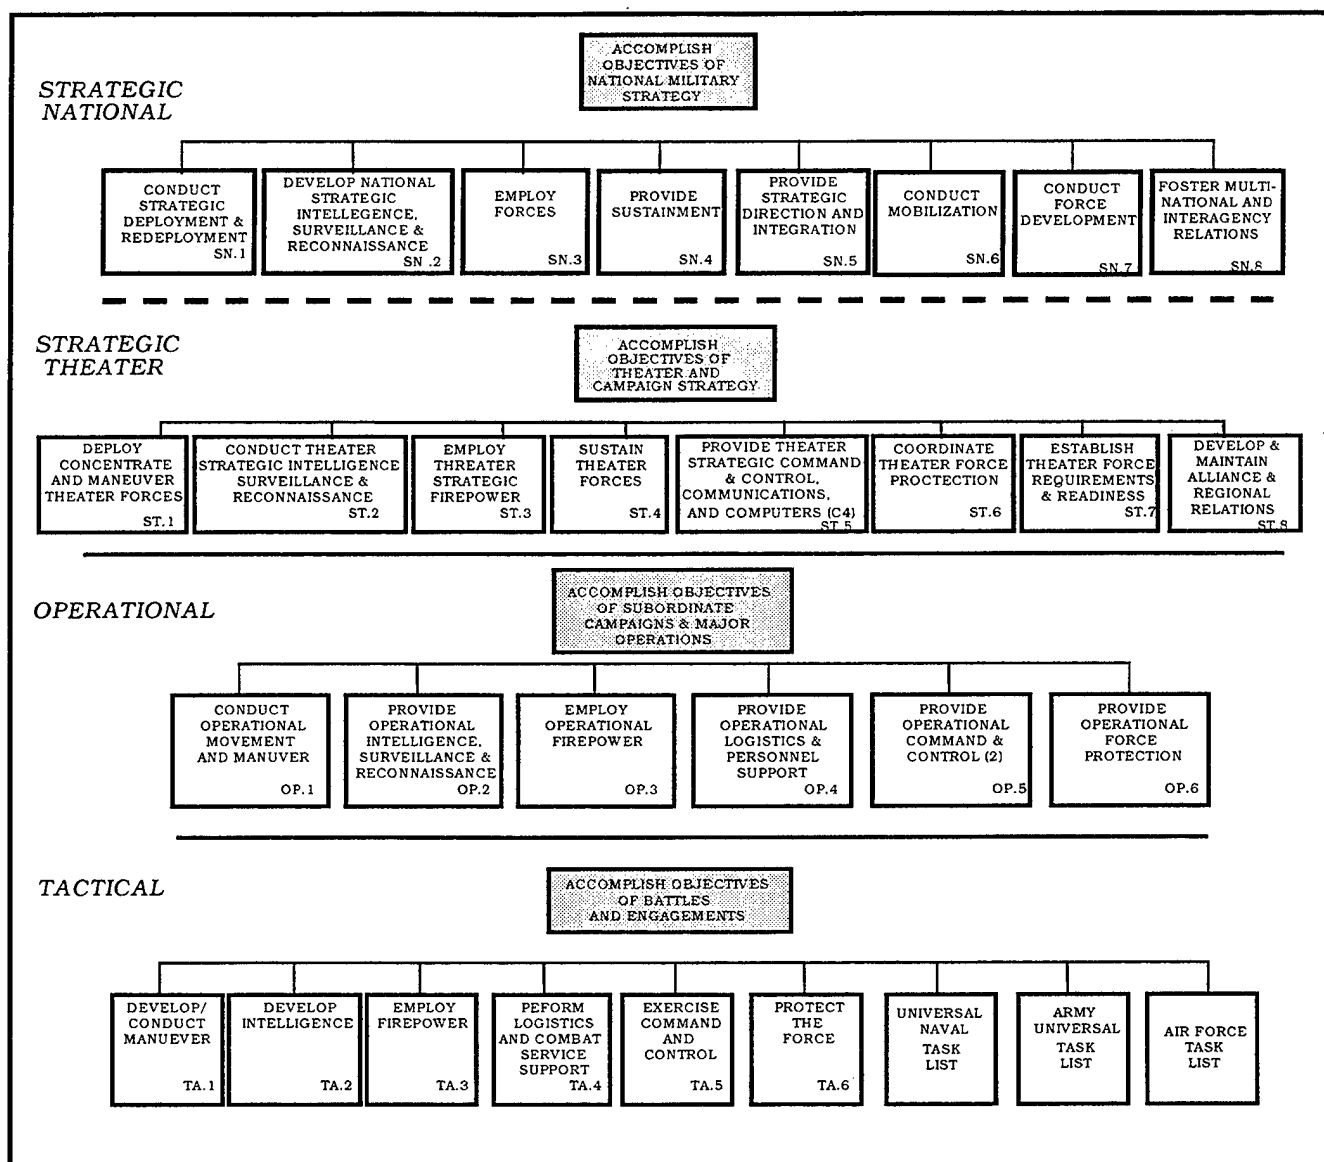 STRATEGIC
NATIONAL
ACCOMPLISH
OBJECTIVES OF
NATIONAL MILITARY
STRATEGY
CONDUCT
STRATEGIC
DEPLOYMENT &
REDEPLOYMENT
SN.1
DEVELOP NATIONAL
STRATEGIC
INTELLEGENCE,
SURVEILLANCE &
RECONNAISSANCE
SN .2
EMPLOY
FORCES
SN.3
PROVIDE
SUSTAINMENT
SN.4
PROVIDE
STRATEGIC
DIRECTION AND
INTEGRATION
SN.5
CONDUCT
MOBILIZATION
SN.6
CONDUCT
FORCE
DEVELOPMENT
SN.7
FOSTER MULTI-
NATIONAL AND
INTERAGENCY
RELATIONS
SN.8
STRATEGIC
THEATER
ACCOMPLISH
OBJECTIVES OF
THEATER AND
CAMPAIGN STRATEGY
DEPLOY
CONCENTRATE
AND MANEUVER
THEATER FORCES
ST.1
CONDUCT THEATER
STRATEGIC INTELLIGENCE
SURVEILLANCE &
RECONNAISSANCE
ST.2
EMPLOY
THREATER
STRATEGIC
FIREPOWER
ST.3
SUSTAIN
THEATER
FORCES
ST.4
PROVIDE THEATER
STRATEGIC COMMAND
& CONTROL,
COMMUNICATIONS,
AND COMPUTERS (C4)
ST.5
COORDINATE
THEATER FORCE
PROCTECTION
ST.6
ESTABLISH
THEATER FORCE
REQUIREMENTS
& READINESS
ST.7
DEVELOP &
MAINTAIN
ALLIANCE &
REGIONAL
RELATIONS
ST.8
OPERATIONAL
ACCOMPLISH OBJECTIVES
OF SUBORDINATE
CAMPAIGNS & MAJOR
OPERATIONS
CONDUCT
OPERATIONAL
MOVEMENT
AND MANUVER
OP.1
PROVIDE
OPERATIONAL
INTELLIGENCE,
SURVEILLANCE &
RECONNAISSANCE
OP.2
EMPLOY
OPERATIONAL
FIREPOWER
OP.3
PROVIDE
OPERATIONAL
LOGISTICS &
PERSONNEL
SUPPORT
OP.4
PROVIDE
OPERATIONAL
COMMAND &
CONTROL (2)
OP.5
PROVIDE
OPERATIONAL
FORCE
PROTECTION
OP.6
TACTICAL
ACCOMPLISH OBJECTIVES
OF BATTLES
AND ENGAGEMENTS
DEVELOP/
CONDUCT
MANUEVER
TA.1
DEVELOP
INTELLIGENCE
TA.2
EMPLOY
FIREPOWER
TA.3
PEFORM
LOGISTICS
AND COMBAT
SERVICE
SUPPORT
TA.4
EXERCISE
COMMAND
AND
CONTROL
TA.5
PROTECT
THE
FORCE
TA.6
UNIVERSAL
NAVAL
TASK
LIST
ARMY
UNIVERSAL
TASK
LIST
AIR FORCE
TASK
LIST